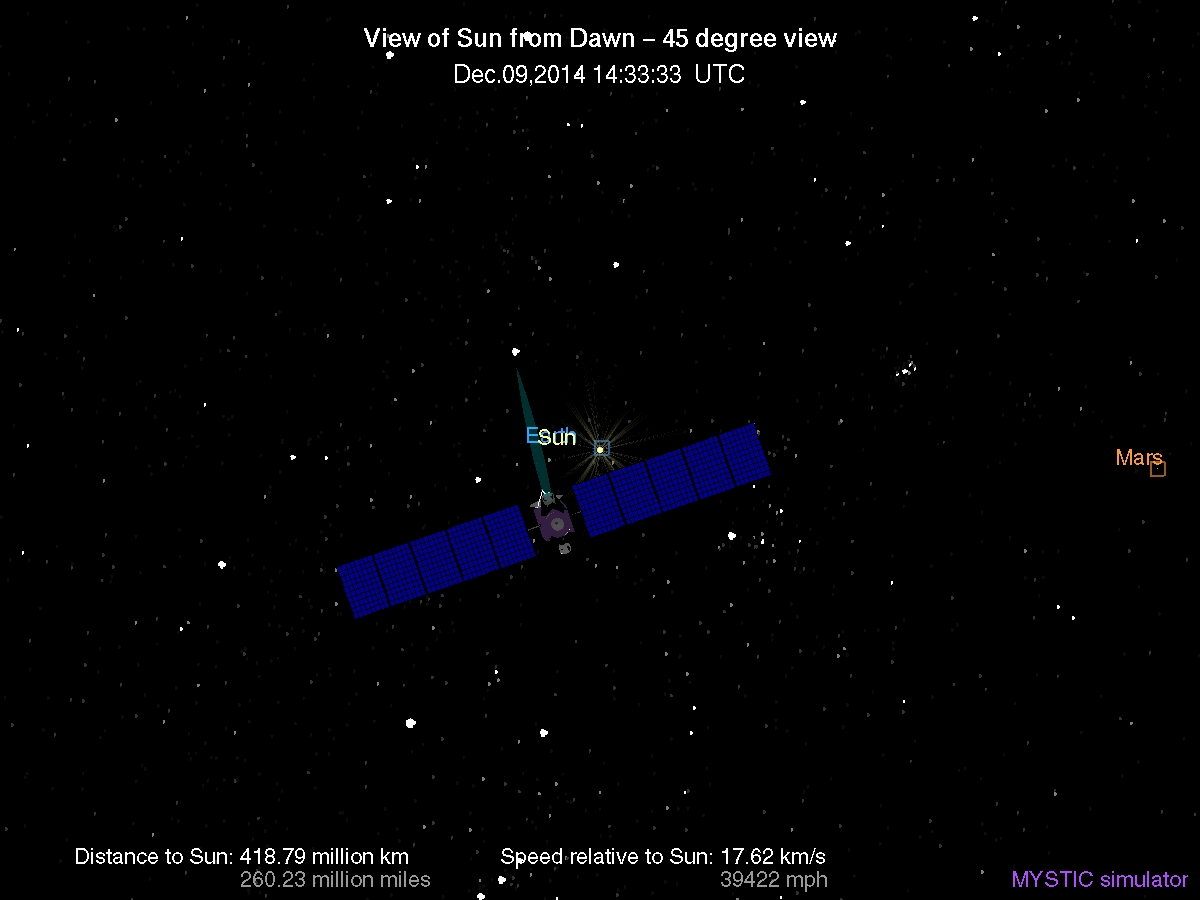 View of Sun from Dawn – 45 degree view
Dec.09,2014 14:33:33 UTC
Earth
Sun
Mars
Distance to Sun: 418.79 million km
260.23 million miles
Speed relative to Sun: 17.62 km/s
39422 mph
MYSTIC simulator